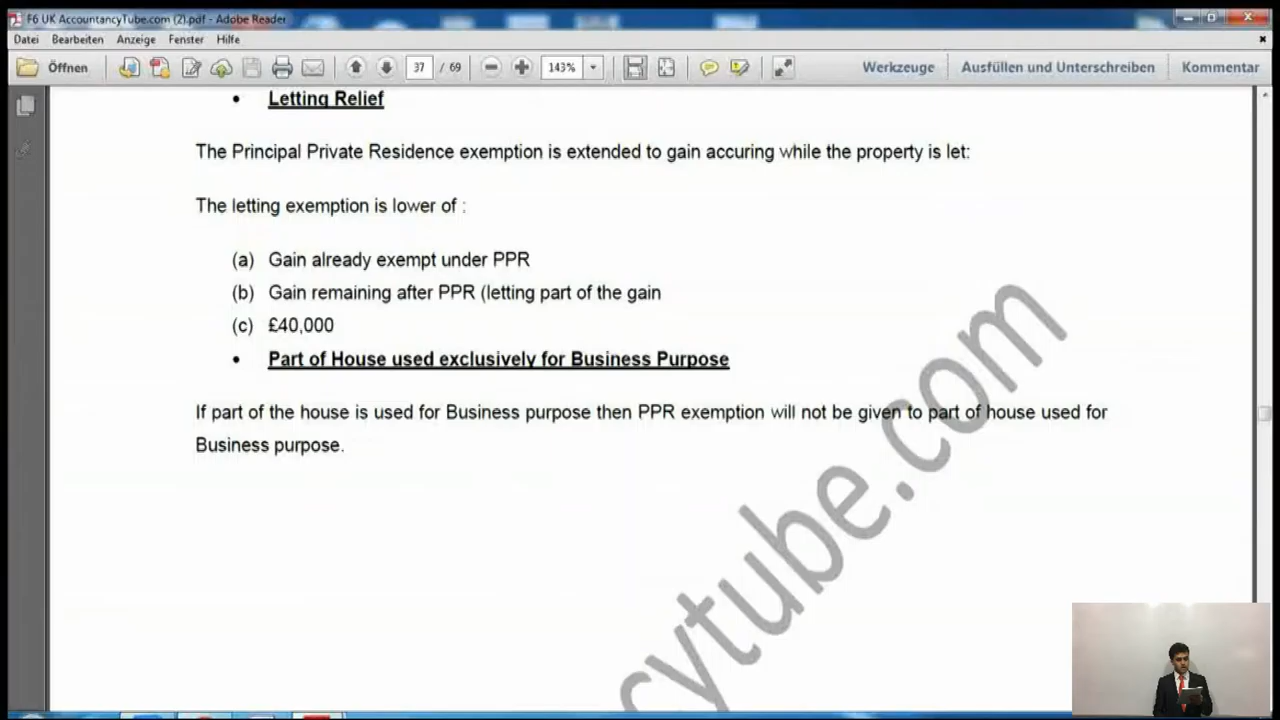 F6 UK AccountancyTube.com (2).pdf - Adobe Reader
Datei Bearbeiten Anzeige Fenster Hilfe
Öffnen 37 / 69 143% Werkzeuge Ausfüllen und Unterschreiben Kommentar
• Letting Relief
The Principal Private Residence exemption is extended to gain accuring while the property is let:
The letting exemption is lower of :
(a) Gain already exempt under PPR
(b) Gain remaining after PPR (letting part of the gain
(c) £40,000
• Part of House used exclusively for Business Purpose
If part of the house is used for Business purpose then PPR exemption will not be given to part of house used for
Business purpose.
cytube.com